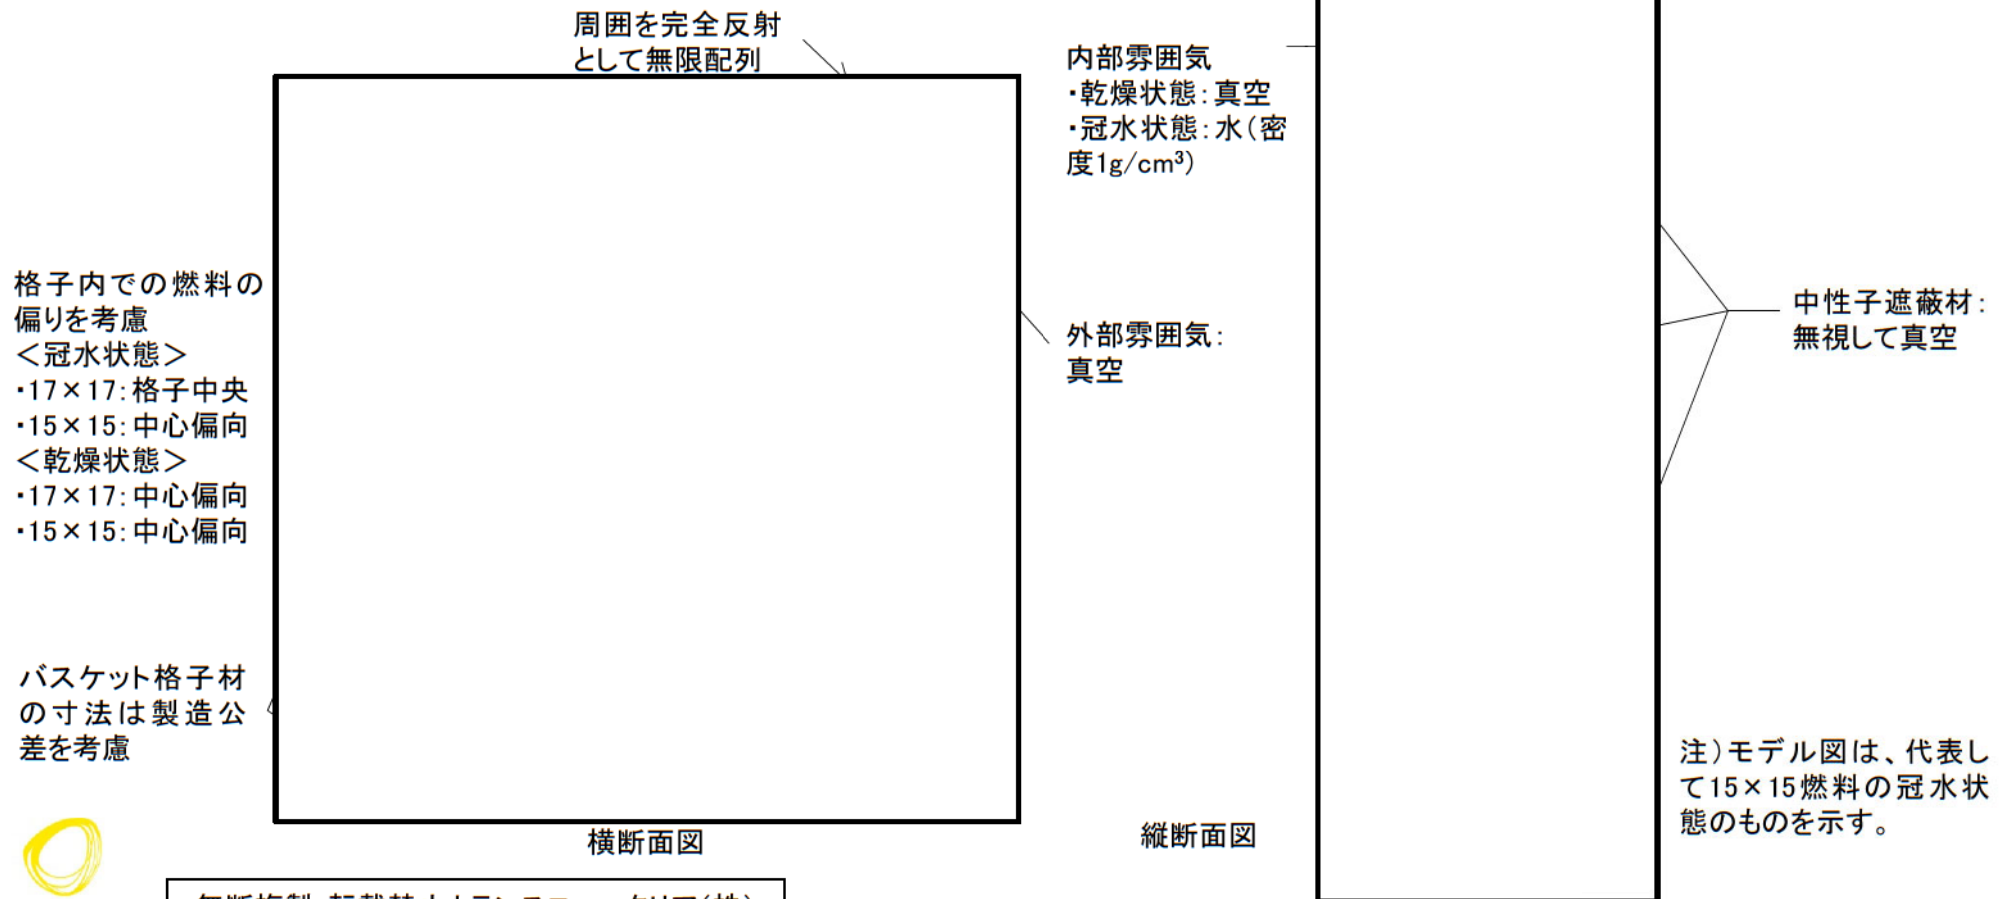 周囲を完全反射
として無限配列
内部雰囲気
・乾燥状態：真空
・冠水状態：水（密
度1g/cm³）
格子内での燃料の
偏りを考慮
＜冠水状態＞
・17×17：格子中央
・15×15：中心偏向
＜乾燥状態＞
・17×17：中心偏向
・15×15：中心偏向
外部雰囲気：
真空
中性子遮蔽材：
無視して真空
バスケット格子材
の寸法は製造公
差を考慮
注）モデル図は、代表し
て15×15燃料の冠水状
態のものを示す。
横断面図
縦断面図